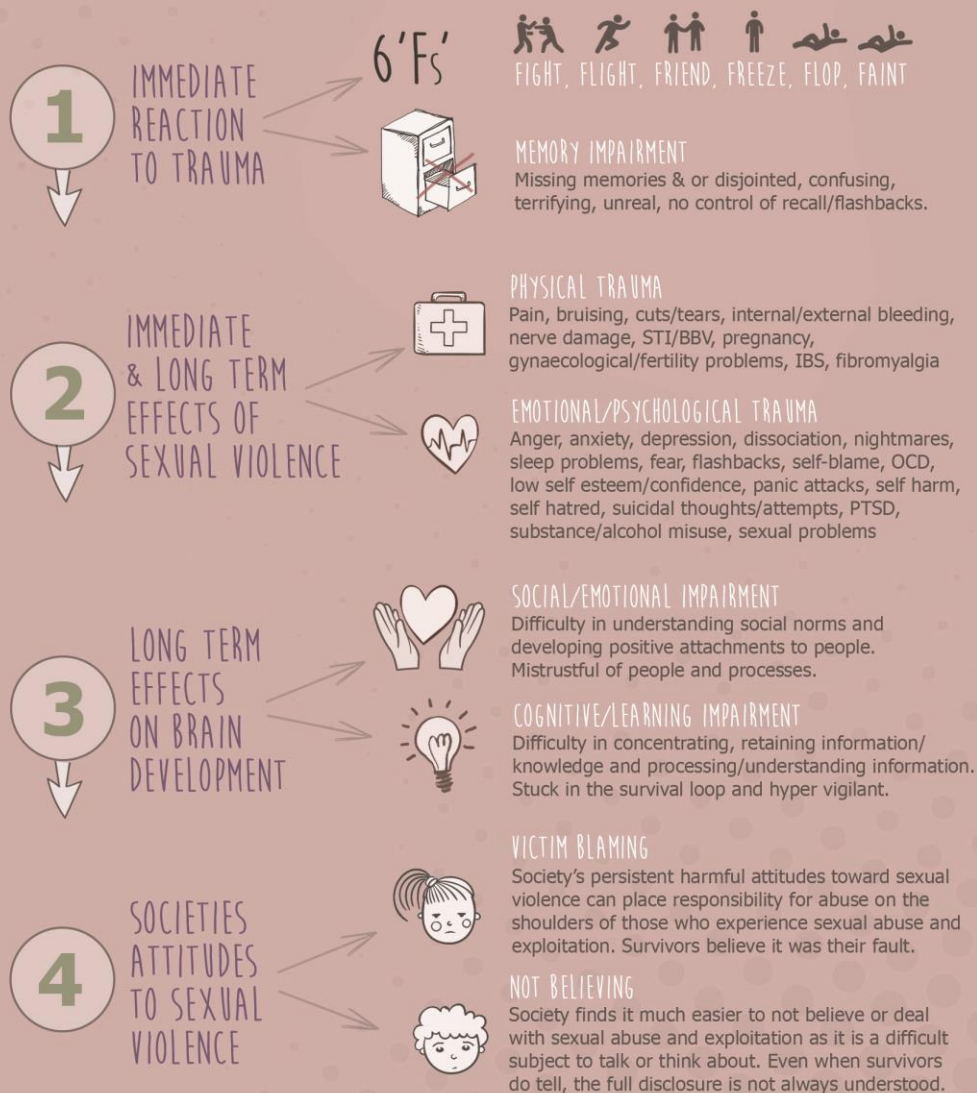 1
IMMEDIATE
REACTION
TO TRAUMA
6'Fs'
FIGHT, FLIGHT, FRIEND, FREEZE, FLOP, FAINT
MEMORY IMPAIRMENT
Missing memories & or disjointed, confusing,
terrifying, unreal, no control of recall/flashbacks.
2
IMMEDIATE
& LONG TERM
EFFECTS OF
SEXUAL VIOLENCE
PHYSICAL TRAUMA
Pain, bruising, cuts/tears, internal/external bleeding,
nerve damage, STI/BBV, pregnancy,
gynaecological/fertility problems, IBS, fibromyalgia
EMOTIONAL/PSYCHOLOGICAL TRAUMA
Anger, anxiety, depression, dissociation, nightmares,
sleep problems, fear, flashbacks, self-blame, OCD,
low self esteem/confidence, panic attacks, self harm,
self hatred, suicidal thoughts/attempts, PTSD,
substance/alcohol misuse, sexual problems
3
LONG TERM
EFFECTS
ON BRAIN
DEVELOPMENT
SOCIAL/EMOTIONAL IMPAIRMENT
Difficulty in understanding social norms and
developing positive attachments to people.
Mistrustful of people and processes.
COGNITIVE/LEARNING IMPAIRMENT
Difficulty in concentrating, retaining information/
knowledge and processing/understanding information.
Stuck in the survival loop and hyper vigilant.
4
SOCIETIES
ATTITUDES
TO SEXUAL
VIOLENCE
VICTIM BLAMING
Society's persistent harmful attitudes toward sexual
violence can place responsibility for abuse on the
shoulders of those who experience sexual abuse and
exploitation. Survivors believe it was their fault.
NOT BELIEVING
Society finds it much easier to not believe or deal
with sexual abuse and exploitation as it is a difficult
subject to talk or think about. Even when survivors
do tell, the full disclosure is not always understood.